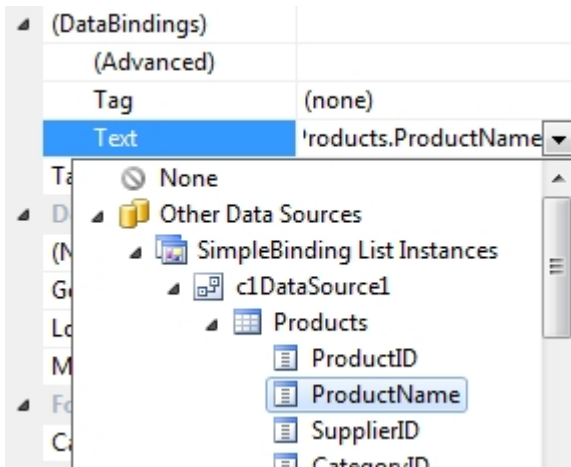 (DataBindings)
(Advanced)
Tag (none)
Text 'roducts.ProductName
None
Other Data Sources
SimpleBinding List Instances
c1DataSource1
Products
ProductID
ProductName
SupplierID
CategoryID